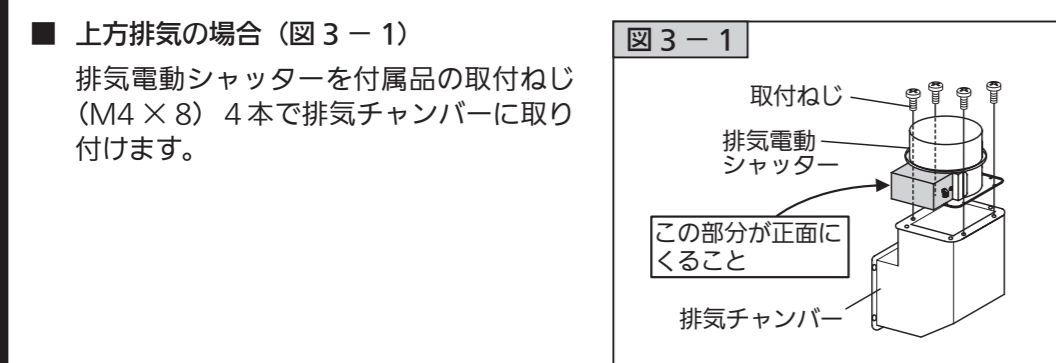 ■ 上方排気の場合（図3－1）
排気電動シャッターを付属品の取付ねじ
（M4×8）4本で排気チャンバーに取り
付けます。
図3－1
取付ねじ
排気電動
シャッター
この部分が正面に
くること
排気チャンバー